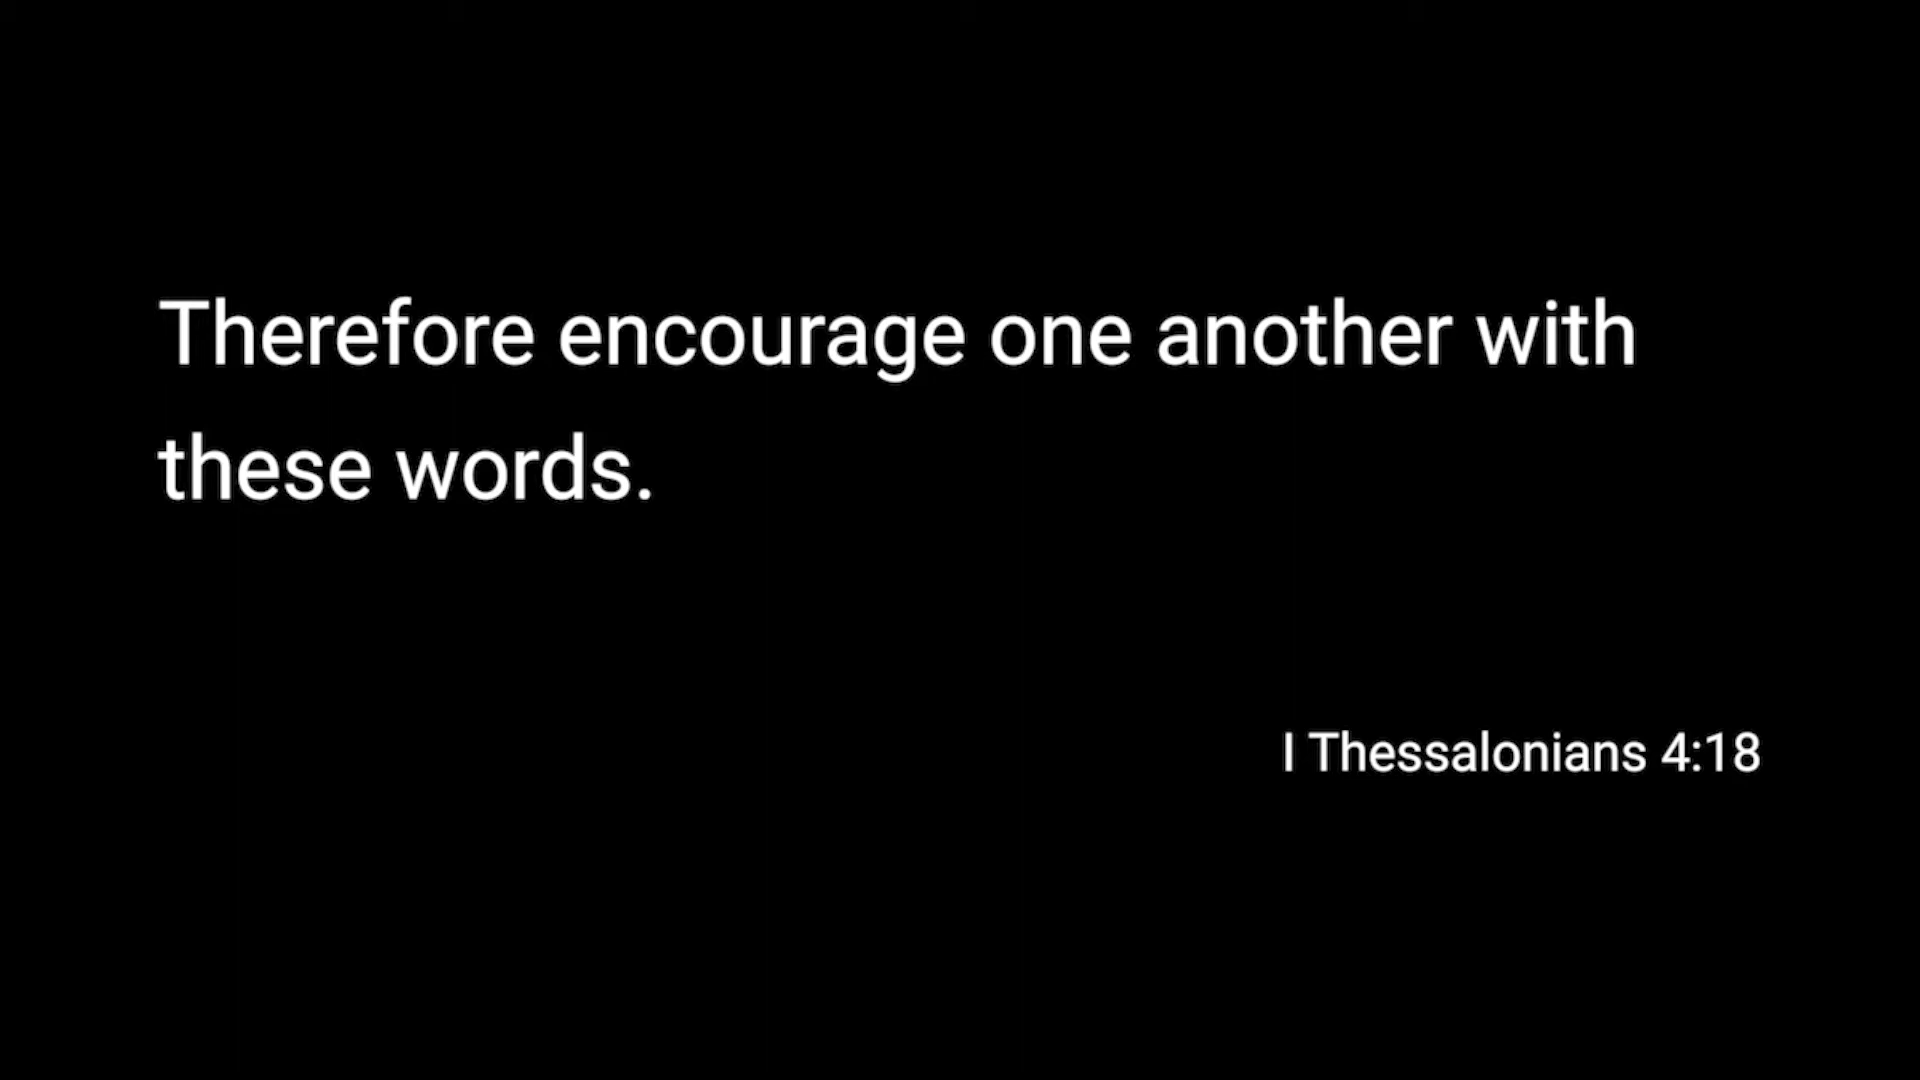 Therefore encourage one another with
these words.
I Thessalonians 4:18